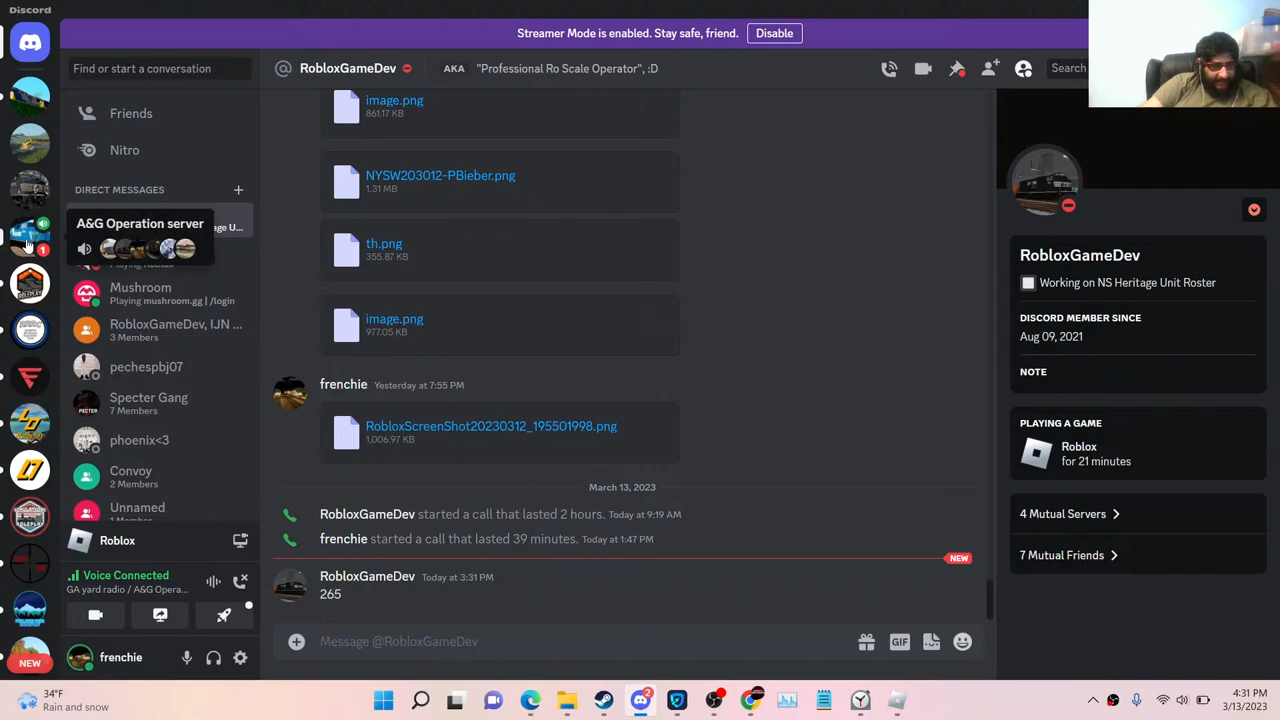 Discord
Streamer Mode is enabled. Stay safe, friend.
Disable
Find or start a conversation
RobloxGameDev
AKA
"Professional Ro Scale Operator", :D
Search
Friends
Nitro
DIRECT MESSAGES
A&G Operation server
age U...
1
Mushroom
Playing mushroom.gg | /login
RobloxGameDev, IJN ...
3 Members
pechespbj07
Specter Gang
7 Members
phoenix<3
Convoy
2 Members
Unnamed
Roblox
Voice Connected
GA yard radio / A&G Opera...
frenchie
NEW
image.png
861.17 KB
NYSW203012-PBieber.png
1.31 MB
th.png
355.87 KB
image.png
977.05 KB
frenchie Yesterday at 7:55 PM
RobloxScreenShot20230312_195501998.png
1,006.97 KB
March 13, 2023
RobloxGameDev started a call that lasted 2 hours. Today at 9:19 AM
frenchie started a call that lasted 39 minutes. Today at 1:47 PM
NEW
RobloxGameDev Today at 3:31 PM
265
Message @RobloxGameDev
GIF
RobloxGameDev
Working on NS Heritage Unit Roster
DISCORD MEMBER SINCE
Aug 09, 2021
NOTE
PLAYING A GAME
Roblox
for 21 minutes
4 Mutual Servers
7 Mutual Friends
34°F
Rain and snow
2
4:31 PM
3/13/2023